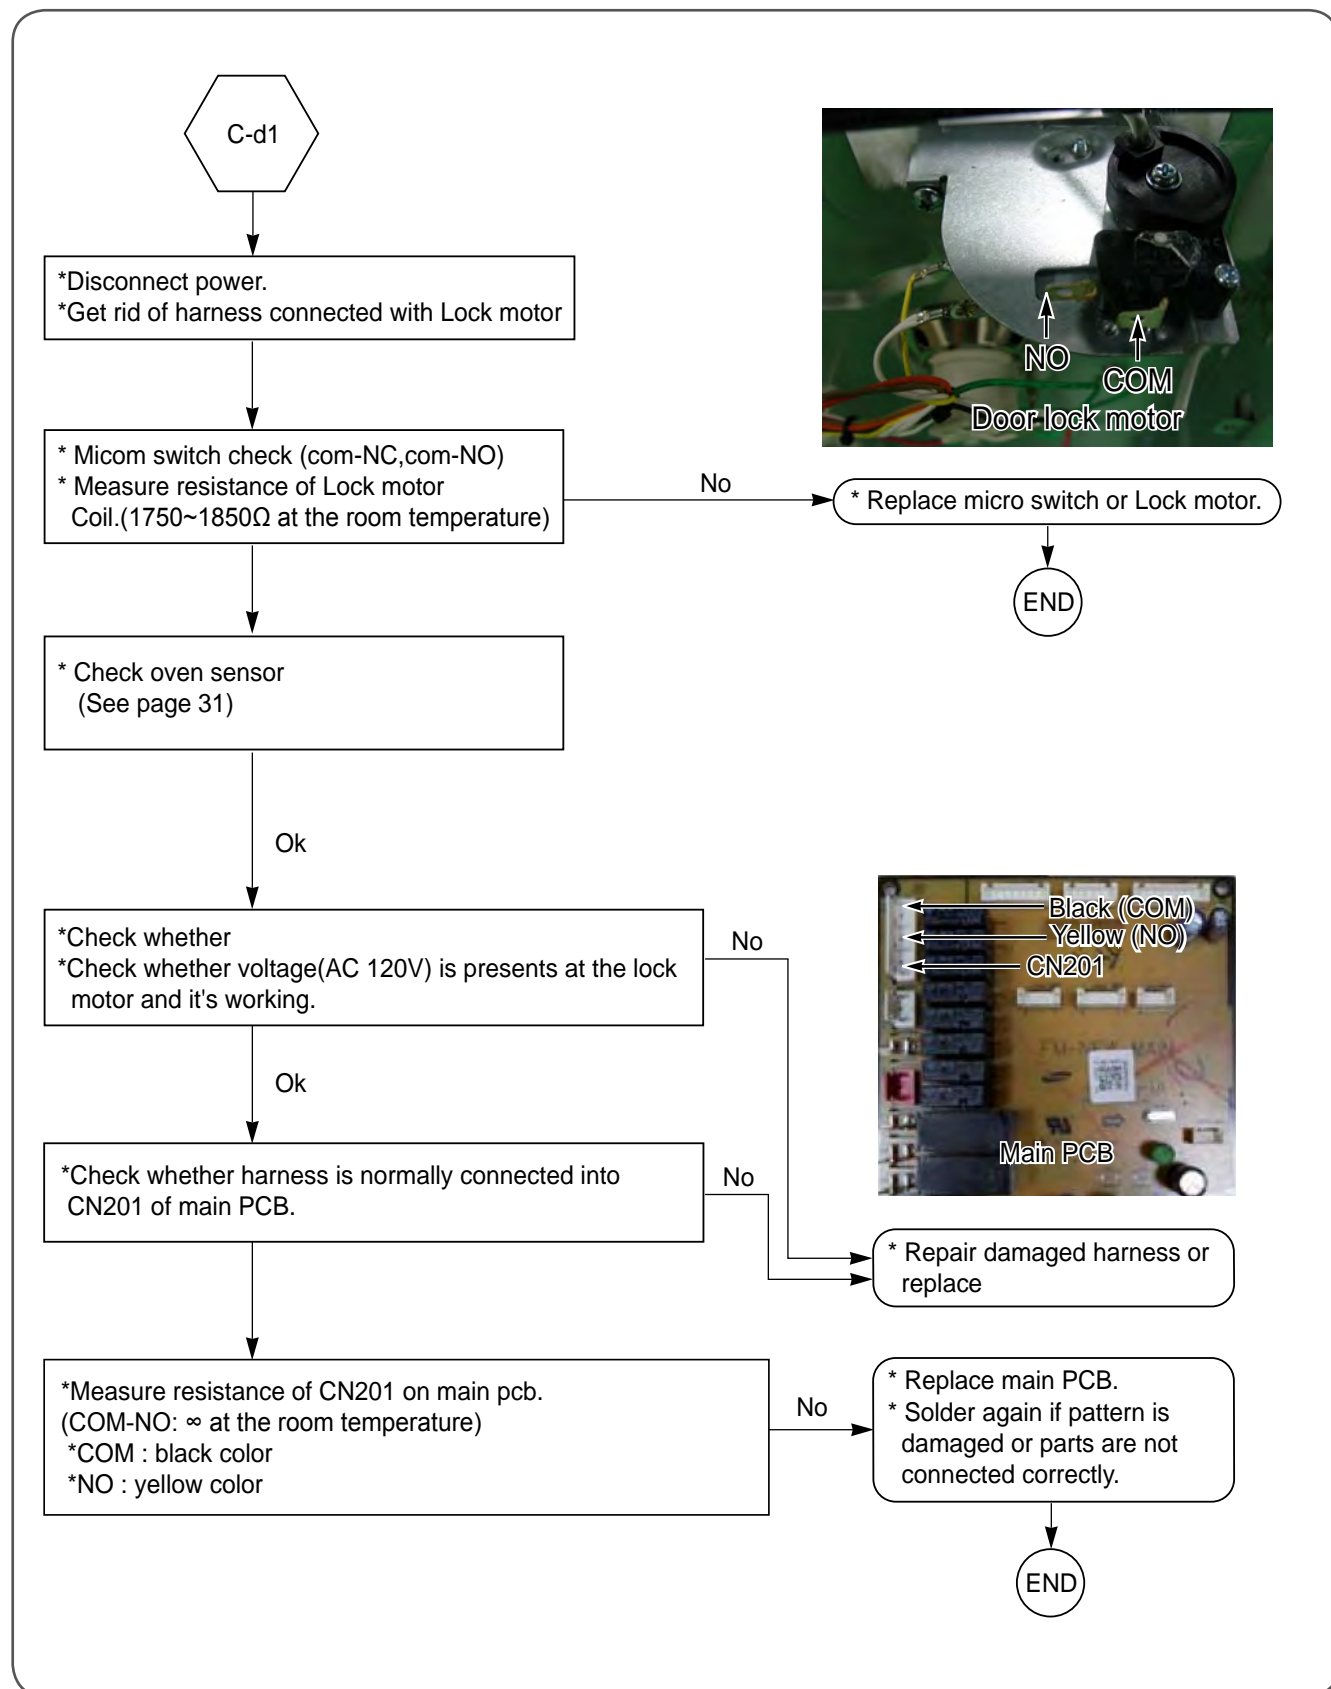 C-d1
*Disconnect power.
*Get rid of harness connected with Lock motor
* Micom switch check (com-NC,com-NO)
* Measure resistance of Lock motor
Coil.(1750~1850Ω at the room temperature)
No
* Replace micro switch or Lock motor.
END
NO
COM
Door lock motor
* Check oven sensor
(See page 31)
Ok
*Check whether
*Check whether voltage(AC 120V) is presents at the lock
motor and it's working.
No
Ok
Black (COM)
Yellow (NO)
CN201
Main PCB
*Check whether harness is normally connected into
CN201 of main PCB.
No
* Repair damaged harness or
replace
*Measure resistance of CN201 on main pcb.
(COM-NO: ∞ at the room temperature)
*COM : black color
*NO : yellow color
No
* Replace main PCB.
* Solder again if pattern is
damaged or parts are not
connected correctly.
END